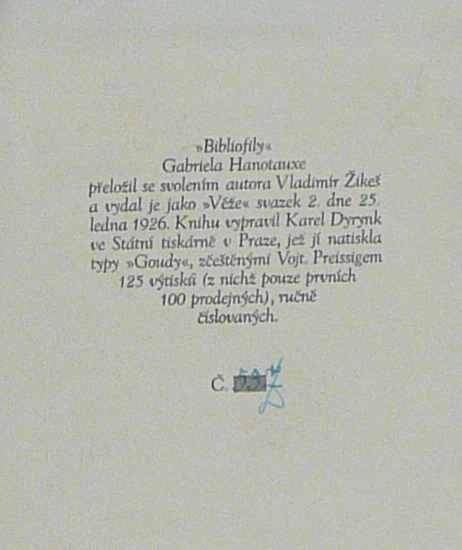 »Bibliofily«
Gabriela Hanotauxe
přeložil se svolením autora Vladimír Žikeš
a vydal je jako »Věže« svazek 2. dne 25.
ledna 1926. Knihu vypravil Karel Dyrynk
ve Státní tiskárně v Praze, jež jí natiskla
typy »Goudy«, zčeštěnými Vojt. Preissigem
125 výtisků (z nichž pouze prvních
100 prodejných), ručně
číslovaných.
Č.